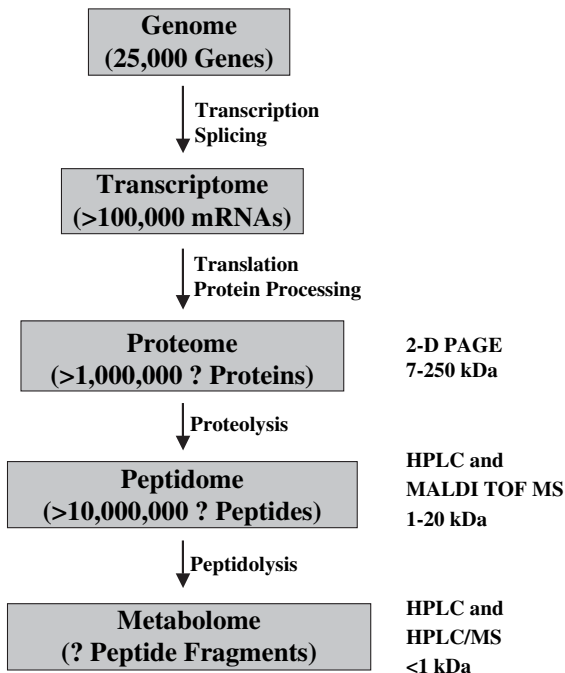 Genome
(25,000 Genes)
Transcription
Splicing
Transcriptome
(>100,000 mRNAs)
Translation
Protein Processing
Proteome
(>1,000,000 ? Proteins)
2-D PAGE
7-250 kDa
Proteolysis
Peptidome
(>10,000,000 ? Peptides)
HPLC and
MALDI TOF MS
1-20 kDa
Peptidolysis
Metabolome
(? Peptide Fragments)
HPLC and
HPLC/MS
<1 kDa